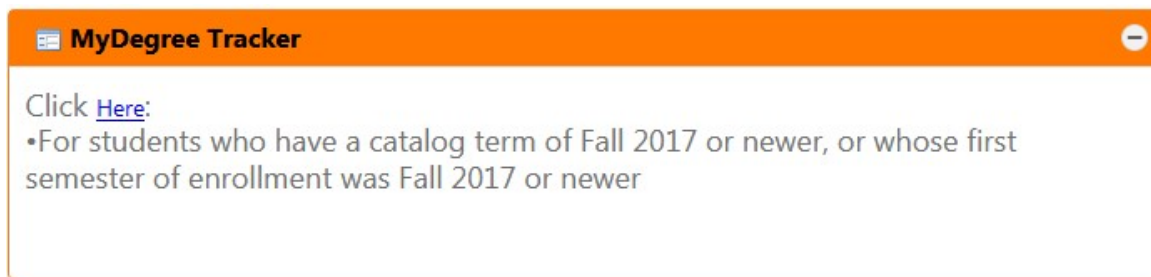 MyDegree Tracker
Click Here:
•For students who have a catalog term of Fall 2017 or newer, or whose first
semester of enrollment was Fall 2017 or newer